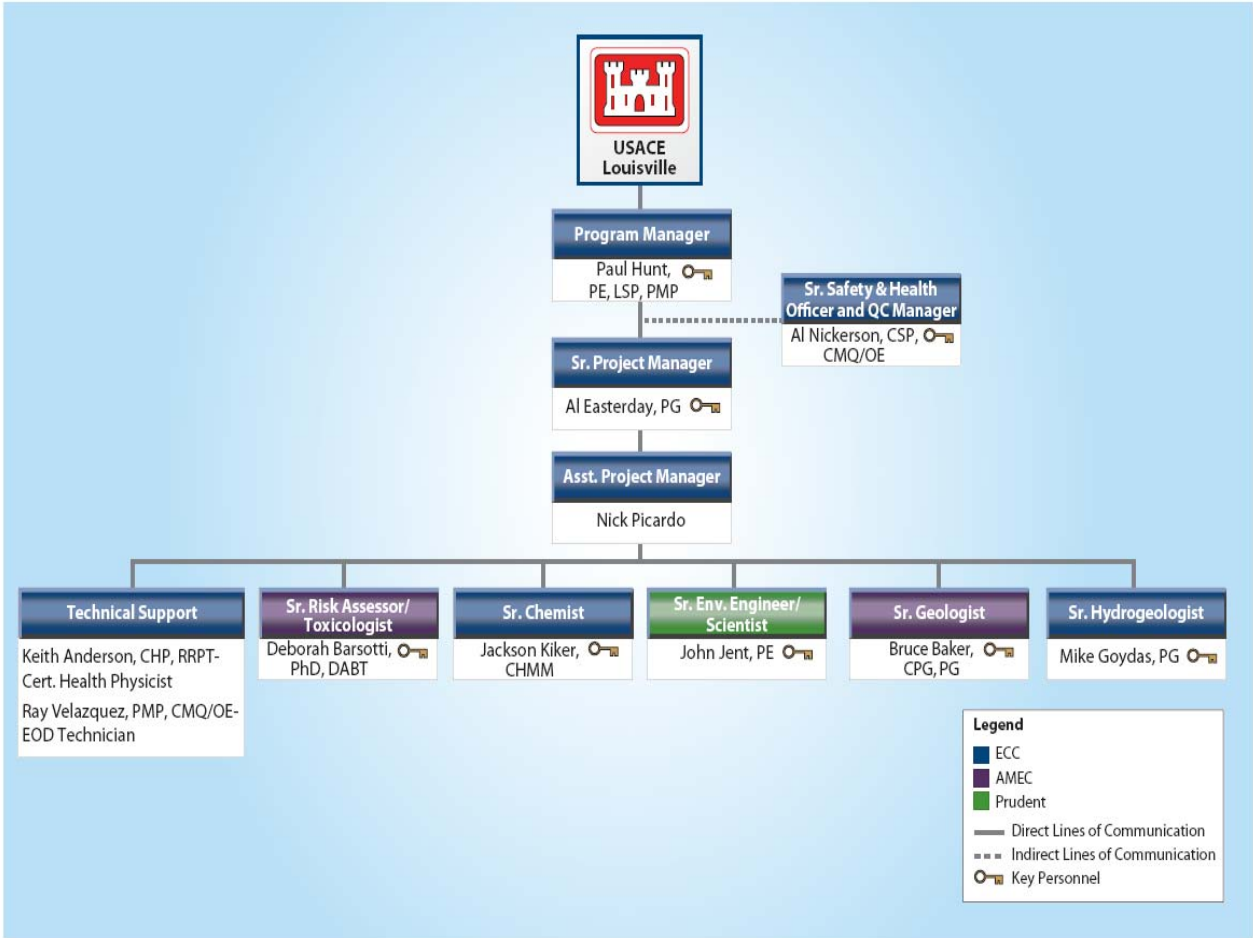 USACE
Louisville
Program Manager
Paul Hunt,
PE, LSP, PMP
Sr. Safety & Health
Officer and QC Manager
Al Nickerson, CSP,
CMQ/OE
Sr. Project Manager
Al Easterday, PG
Asst. Project Manager
Nick Picardo
Technical Support
Keith Anderson, CHP, RRPT-
Cert. Health Physicist
Ray Velazquez, PMP, CMQ/OE-
EOD Technician
Sr. Risk Assessor/
Toxicologist
Deborah Barsotti,
PhD, DABT
Sr. Chemist
Jackson Kiker,
CHMM
Sr. Env. Engineer/
Scientist
John Jent, PE
Sr. Geologist
Bruce Baker,
CPG, PG
Sr. Hydrogeologist
Mike Goydas, PG
Legend
ECC
AMEC
Prudent
Direct Lines of Communication
Indirect Lines of Communication
Key Personnel